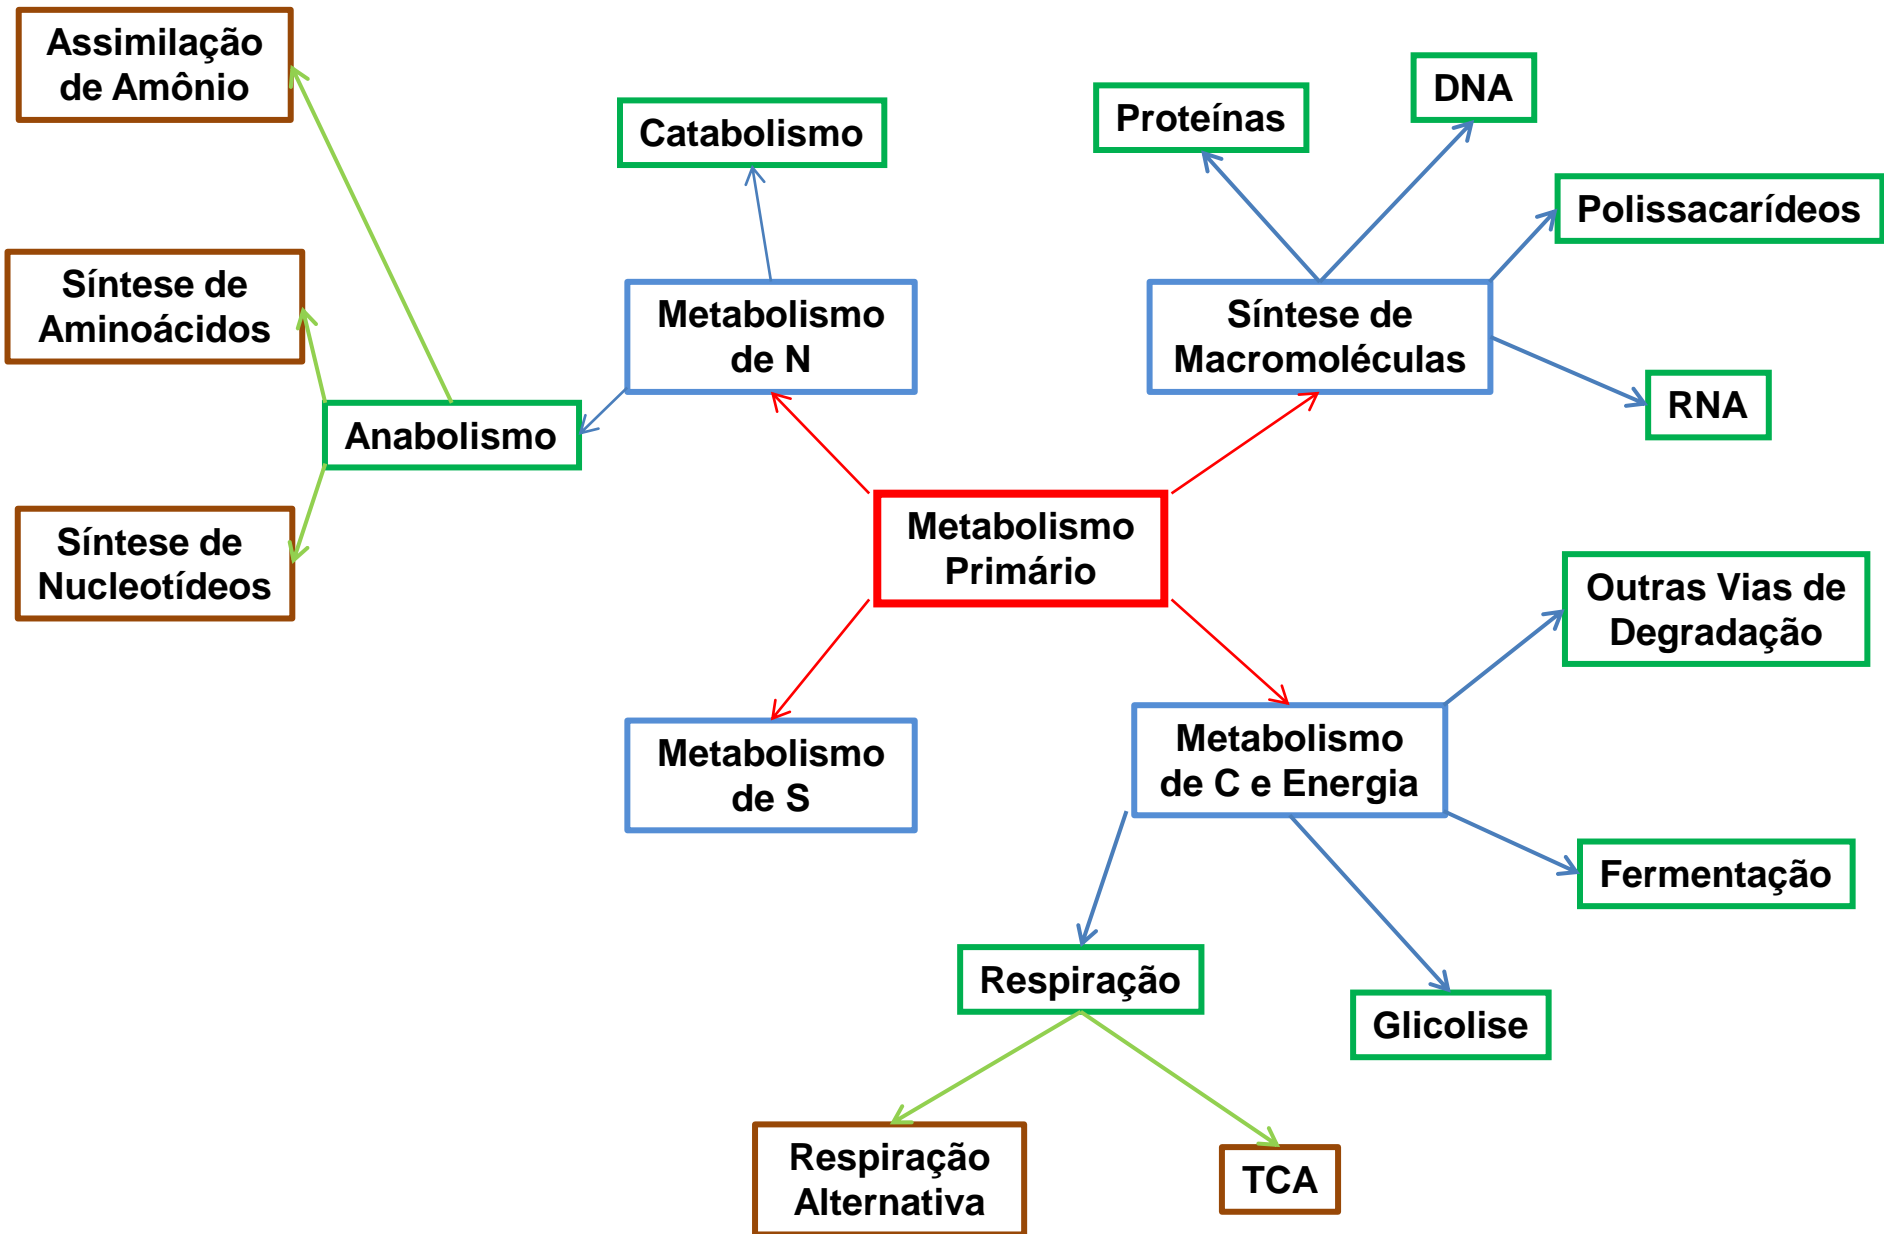 Assimilação
de Amônio
Catabolismo
Proteínas
DNA
Polissacarídeos
Síntese de
Aminoácidos
Metabolismo
de N
Síntese de
Macromoléculas
RNA
Anabolismo
Síntese de
Nucleotídeos
Metabolismo
Primário
Outras Vias de
Degradação
Metabolismo
de S
Metabolismo
de C e Energia
Fermentação
Respiração
Glicolise
Respiração
Alternativa
TCA